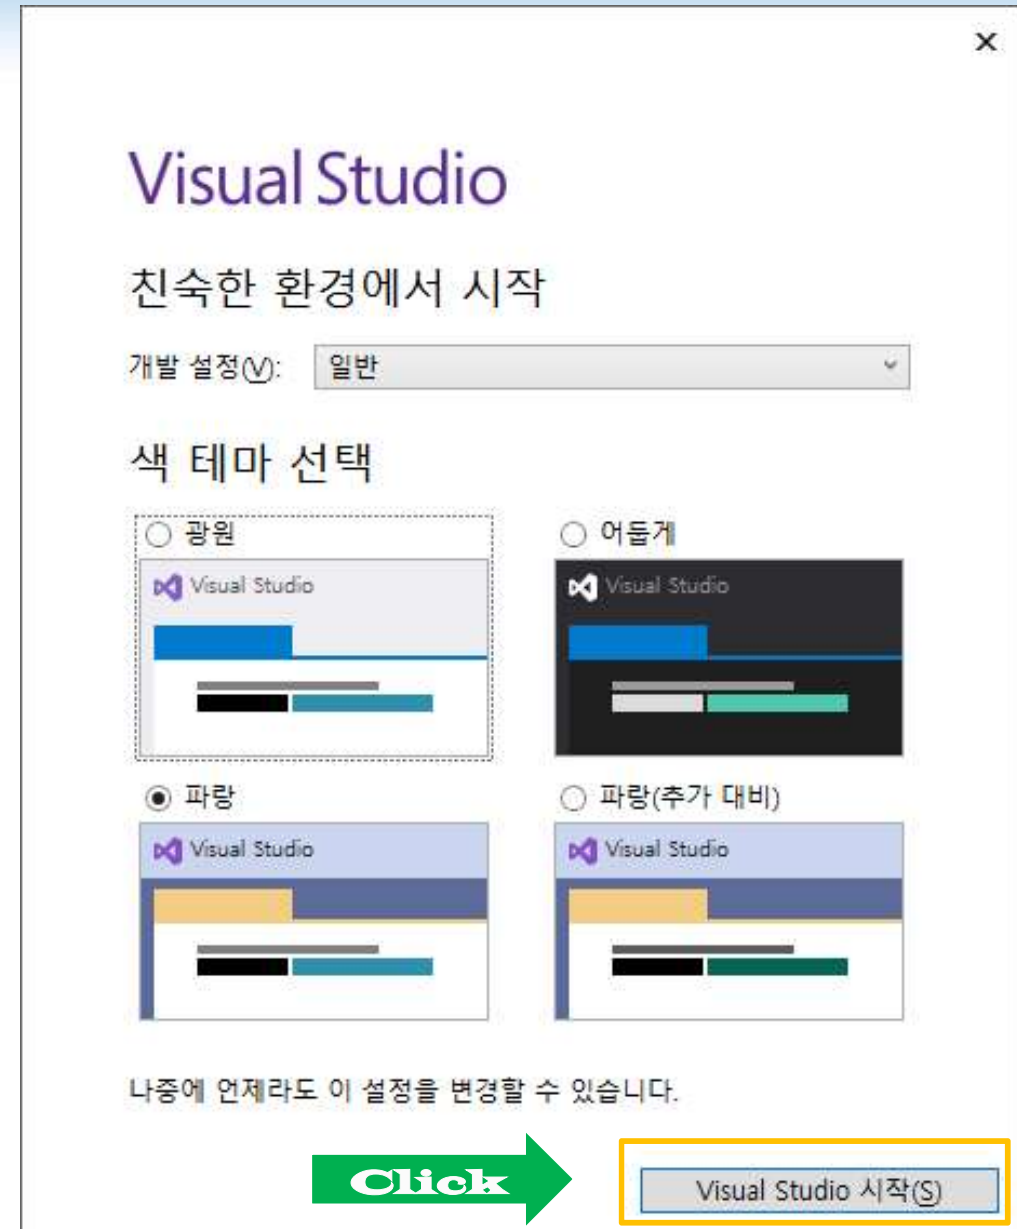 Visual Studio
친숙한 환경에서 시작
개발 설정(V): 일반
색 테마 선택
광원
어둡게
Visual Studio
Visual Studio
파랑
파랑(추가 대비)
Visual Studio
Visual Studio
나중에 언제라도 이 설정을 변경할 수 있습니다.
Click
Visual Studio 시작(S)